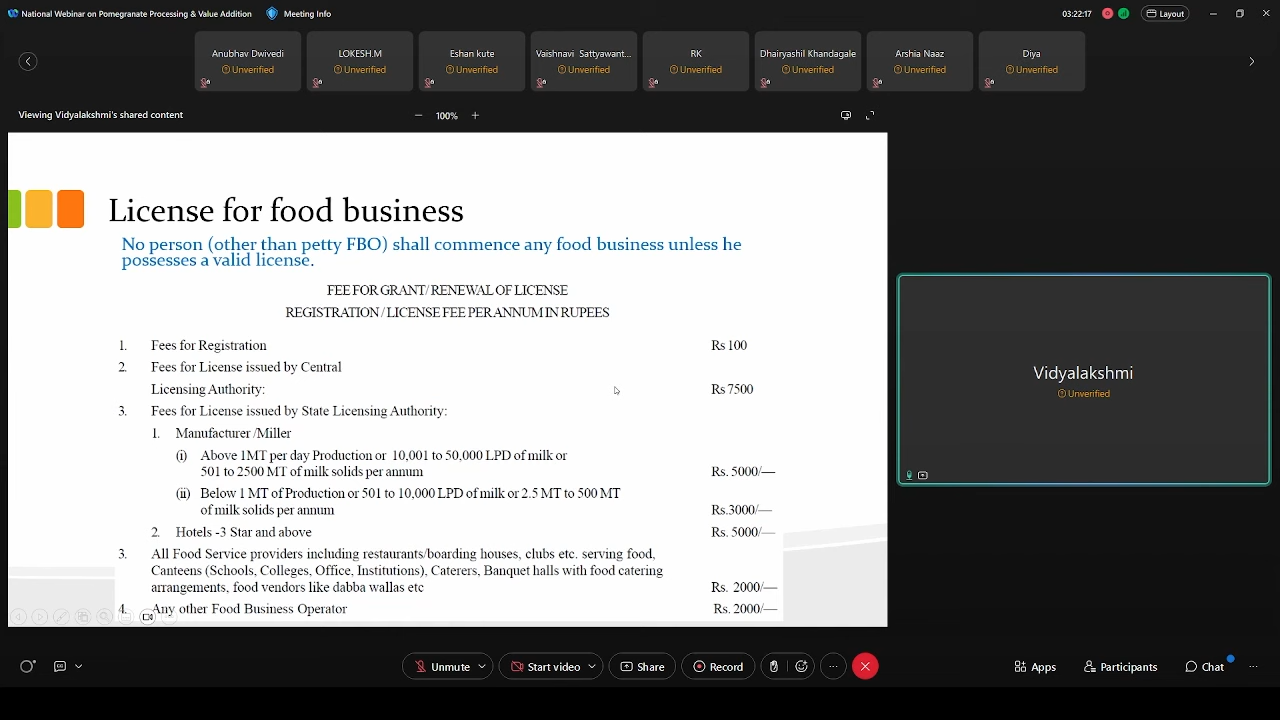 National Webinar on Pomegranate Processing & Value Addition Meeting Info 03:22:17 Layout
Anubhav Dwivedi LOKESH.M Eshan kute Vaishnavi Sattyawant... RK Dhairyashil Khandagale Arshia Naaz Diya
Unverified Unverified Unverified Unverified Unverified Unverified Unverified Unverified
Viewing Vidyalakshmi's shared content 100%
License for food business
No person (other than petty FBO) shall commence any food business unless he
possesses a valid license.
FEE FOR GRANT/ RENEWAL OF LICENSE
REGISTRATION / LICENSE FEE PER ANNUM IN RUPEES
1. Fees for Registration Rs 100
2. Fees for License issued by Central
Licensing Authority: Rs 7500
3. Fees for License issued by State Licensing Authority:
1. Manufacturer /Miller
(i) Above 1MT per day Production or 10,001 to 50,000 LPD of milk or
501 to 2500 MT of milk solids per annum Rs. 5000/—
(ii) Below 1 MT of Production or 501 to 10,000 LPD of milk or 2.5 MT to 500 MT
of milk solids per annum Rs.3000/—
2. Hotels -3 Star and above Rs. 5000/—
3. All Food Service providers including restaurants/boarding houses, clubs etc. serving food,
Canteens (Schools, Colleges, Office, Institutions), Caterers, Banquet halls with food catering
arrangements, food vendors like dabba wallas etc Rs. 2000/—
4. Any other Food Business Operator Rs. 2000/—
Vidyalakshmi
Unverified
Unmute Start video Share Record Apps Participants Chat